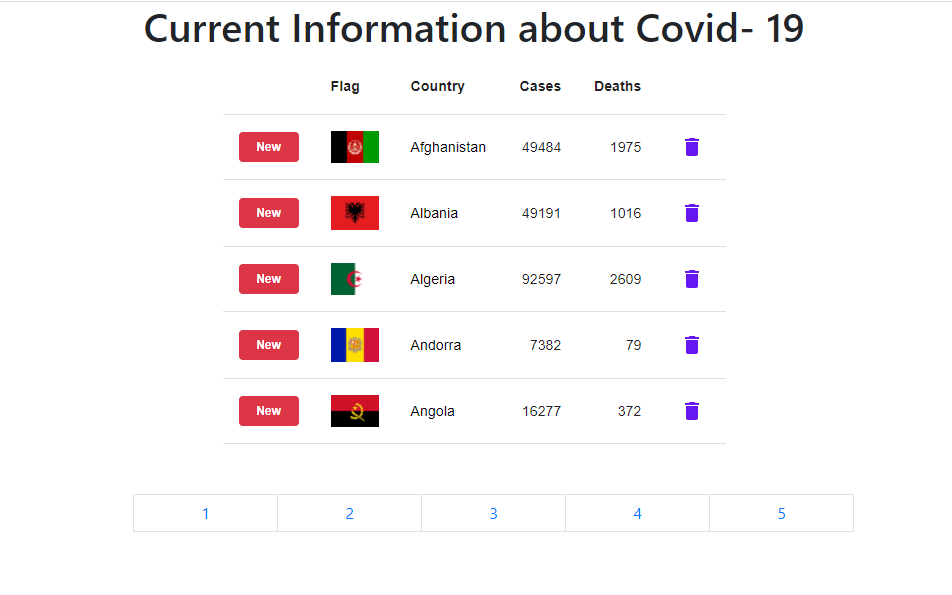 Current Information about Covid- 19
Flag Country Cases Deaths
New Afghanistan 49484 1975
New Albania 49191 1016
New Algeria 92597 2609
New Andorra 7382 79
New Angola 16277 372
1 2 3 4 5